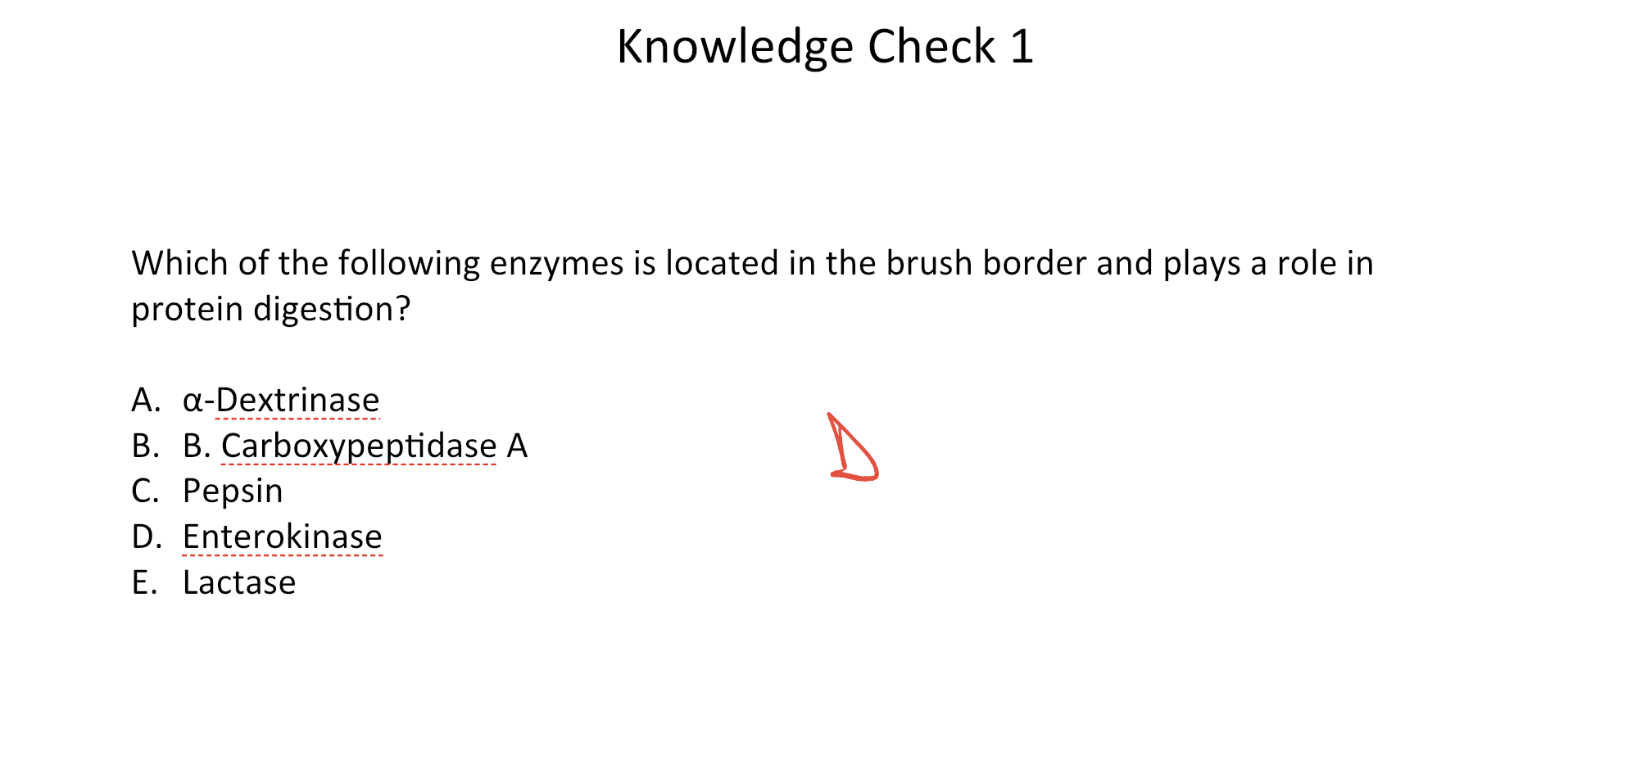 Knowledge Check 1
Which of the following enzymes is located in the brush border and plays a role in
protein digestion?
A. α-Dextrinase
B. B. Carboxypeptidase A
D
C. Pepsin
D. Enterokinase
E. Lactase